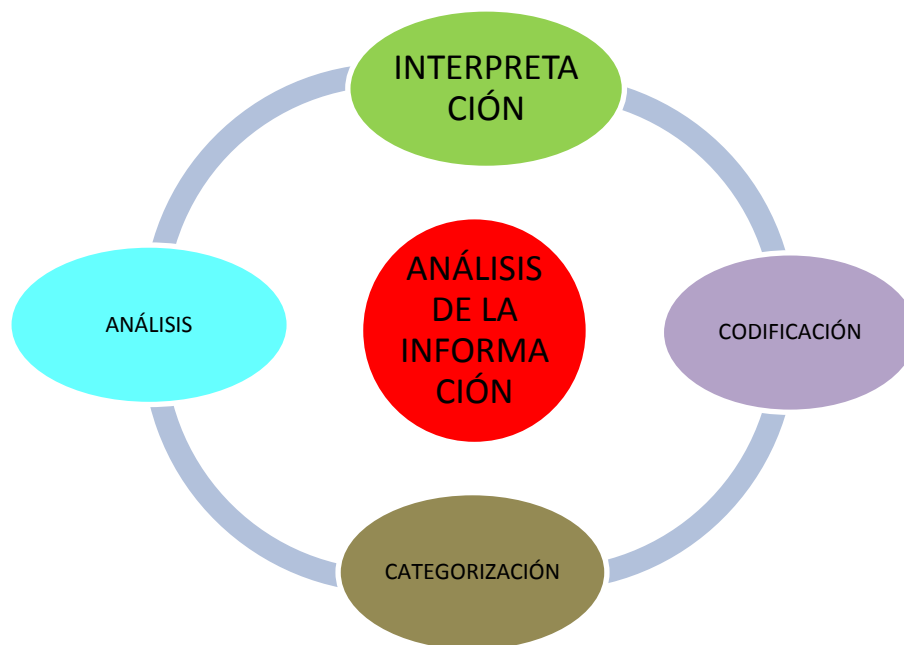 INTERPRETA
CIÓN
ANÁLISIS
DE LA
INFORMA
CIÓN
ANÁLISIS
CODIFICACIÓN
CATEGORIZACIÓN